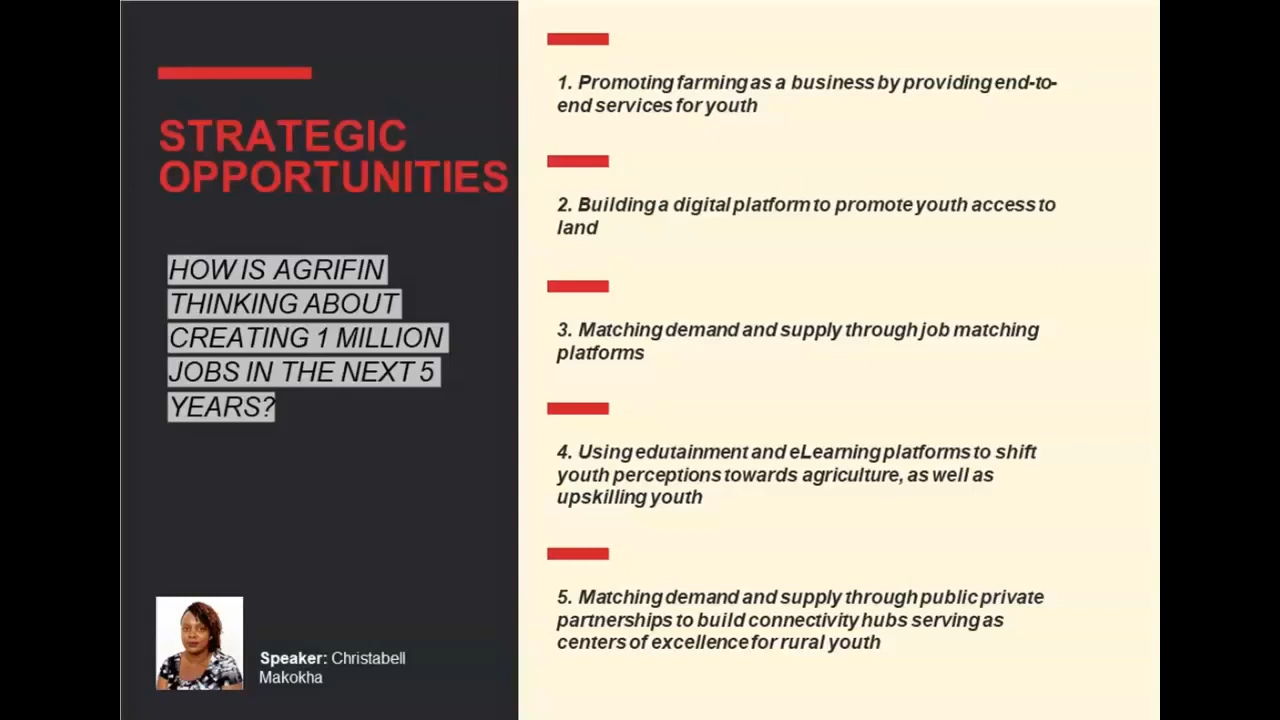 STRATEGIC
OPPORTUNITIES
HOW IS AGRIFIN
THINKING ABOUT
CREATING 1 MILLION
JOBS IN THE NEXT 5
YEARS?
Speaker: Christabell
Makokha
1. Promoting farming as a business by providing end-to-
end services for youth
2. Building a digital platform to promote youth access to
land
3. Matching demand and supply through job matching
platforms
4. Using edutainment and eLearning platforms to shift
youth perceptions towards agriculture, as well as
upskilling youth
5. Matching demand and supply through public private
partnerships to build connectivity hubs serving as
centers of excellence for rural youth